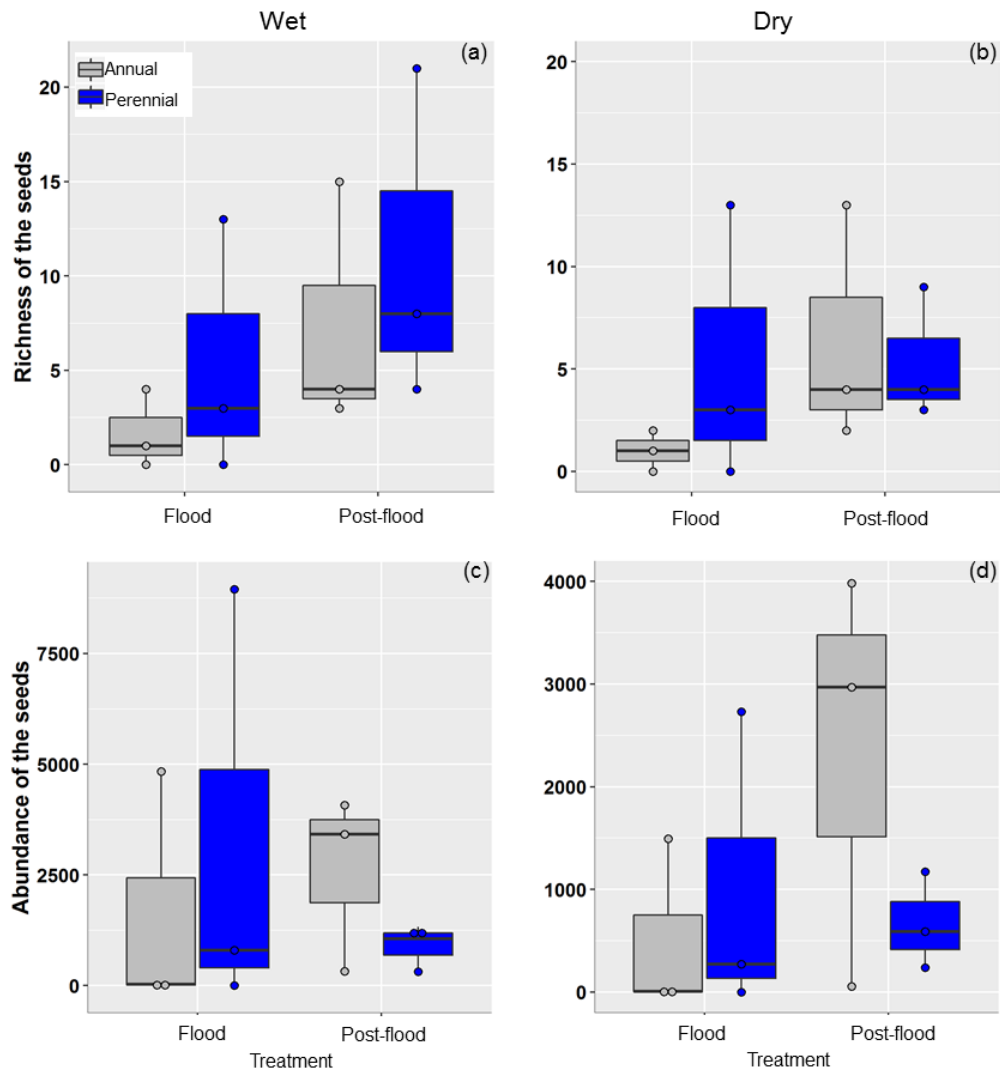 Wet
Dry
(a)
(b)
Annual
Perennial
Richness of the seeds
20
15
10
5
0
20
15
10
5
0
Flood
Post-flood
Flood
Post-flood
(c)
(d)
Abundance of the seeds
7500
5000
2500
0
4000
3000
2000
1000
0
Flood
Post-flood
Flood
Post-flood
Treatment
Treatment